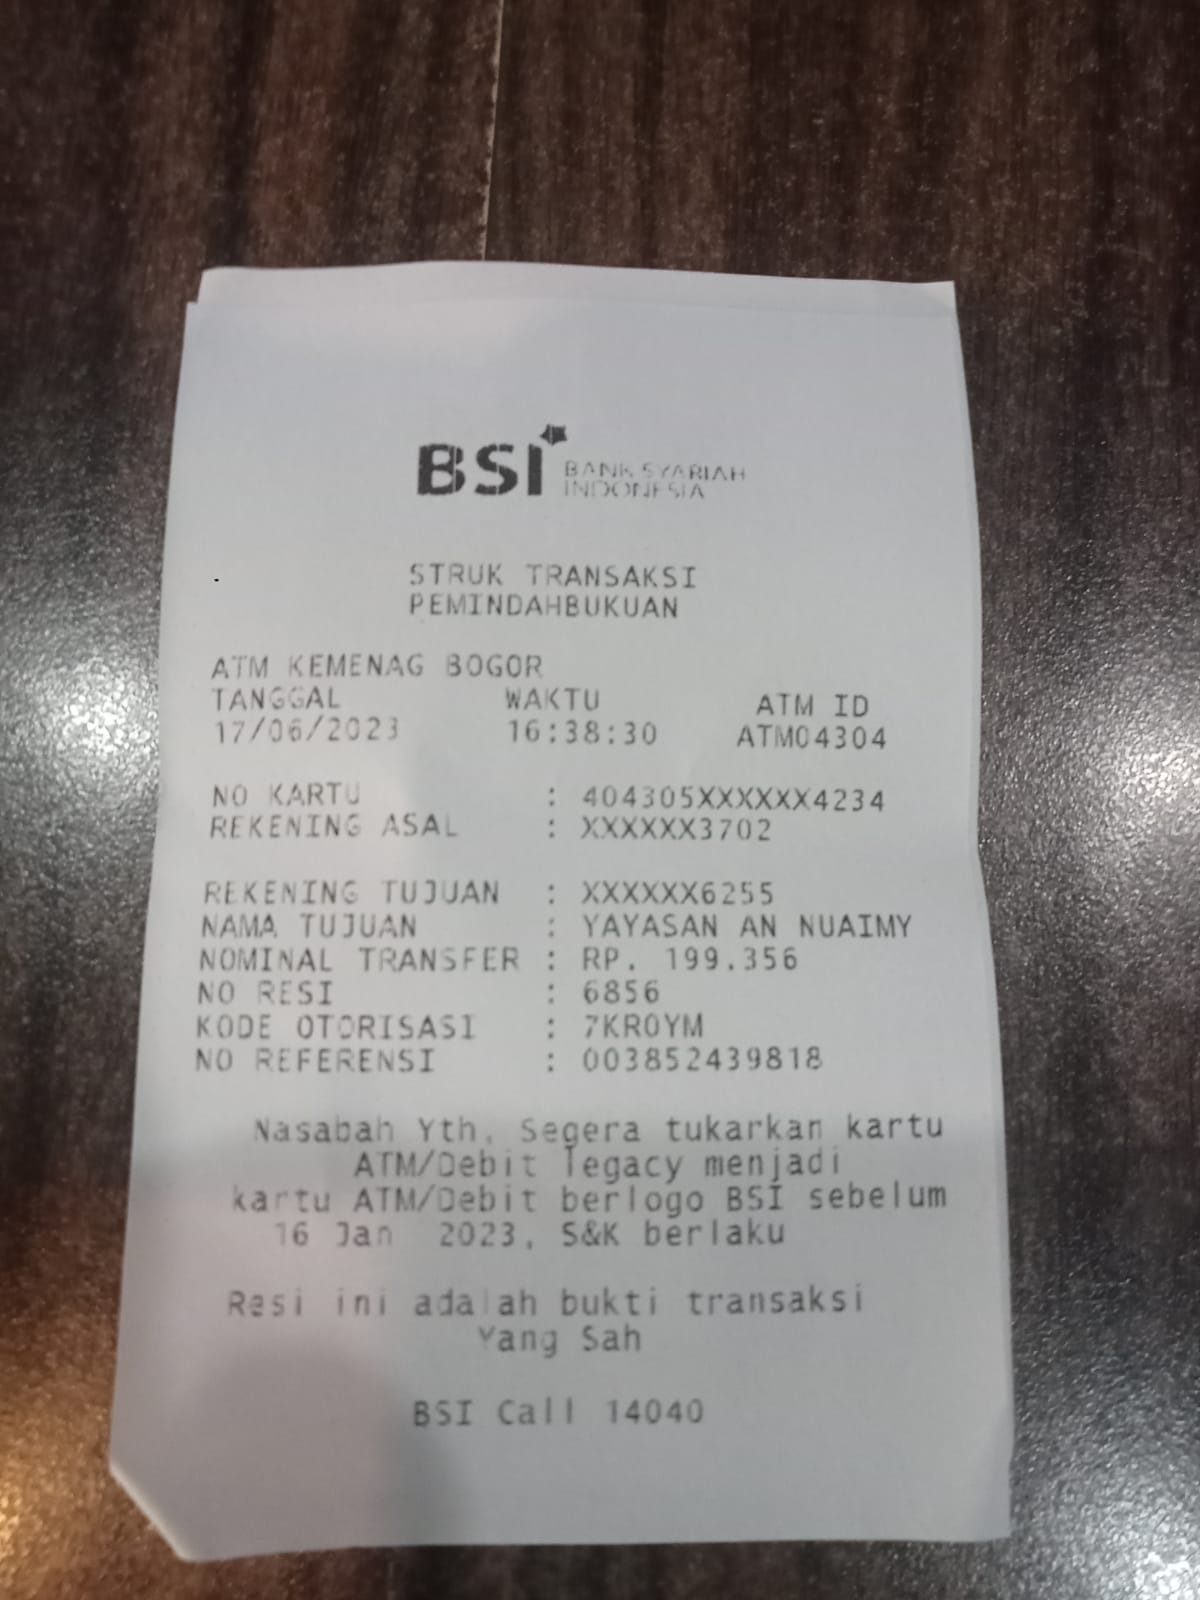 BSI BANK SYARIAH
INDONESIA
STRUK TRANSAKSI
PEMINDAHBUKUAN
ATM KEMENAG BOGOR
TANGGAL WAKTU ATM ID
17/06/2023 16:38:30 ATM04304
NO KARTU : 404305XXXXXX4234
REKENING ASAL : XXXXXX3702
REKENING TUJUAN : XXXXXX6255
NAMA TUJUAN : YAYASAN AN NUAIMY
NOMINAL TRANSFER : RP. 199.356
NO RESI : 6856
KODE OTORISASI : 7KR0YM
NO REFERENSI : 003852439818
Nasabah Yth, Segera tukarkan kartu
ATM/Debit legacy menjadi
kartu ATM/Debit berlogo BSI sebelum
16 Jan 2023, S&K berlaku
Resi ini adalah bukti transaksi
Yang Sah
BSI Call 14040